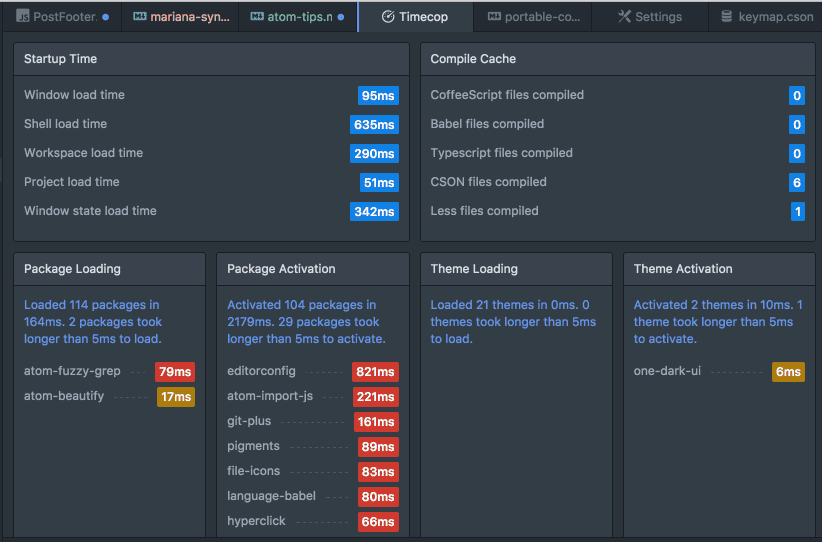 PostFooter.
mariana-syn...
atom-tips.n
Timecop
portable-co...
Settings
keymap.cson
Startup Time
Window load time 95ms
Shell load time 635ms
Workspace load time 290ms
Project load time 51ms
Window state load time 342ms
Compile Cache
CoffeeScript files compiled 0
Babel files compiled 0
Typescript files compiled 0
CSON files compiled 6
Less files compiled 1
Package Loading
Loaded 114 packages in
164ms. 2 packages took
longer than 5ms to load.
atom-fuzzy-grep 79ms
atom-beautify 17ms
Package Activation
Activated 104 packages in
2179ms. 29 packages took
longer than 5ms to activate.
editorconfig 821ms
atom-import-js 221ms
git-plus 161ms
pigments 89ms
file-icons 83ms
language-babel 80ms
hyperclick 66ms
Theme Loading
Loaded 21 themes in 0ms. 0
themes took longer than 5ms
to load.
Theme Activation
Activated 2 themes in 10ms. 1
theme took longer than 5ms
to activate.
one-dark-ui 6ms